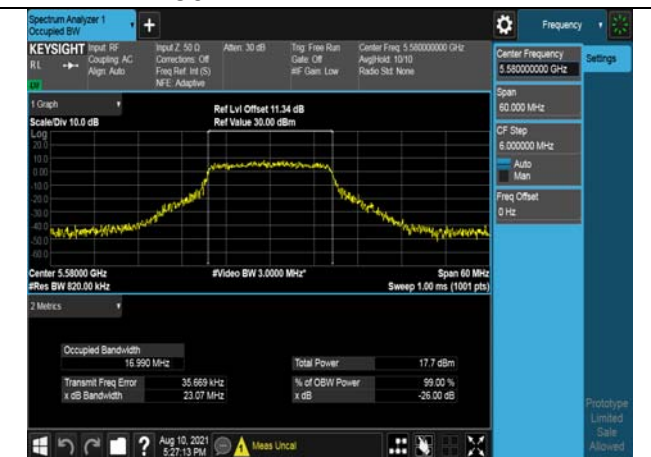 Spectrum Analyzer 1
Occupied BW
+
Frequency
KEYSIGHT
RL
Input: RF
Coupling: AC
Align: Auto
Input Z: 50 Ω
Corrections: Off
Freq Ref: Int (S)
NFE: Adaptive
Atten: 30 dB
Trig: Free Run
Gate: Off
#IF Gain: Low
Center Freq: 5.580000000 GHz
Avg|Hold: 10/10
Radio Std: None
1 Graph
Scale/Div 10.0 dB
Ref Lvl Offset 11.34 dB
Ref Value 30.00 dBm
Log
20.0
10.0
0.00
-10.0
-20.0
-30.0
-40.0
-50.0
-60.0
Center 5.58000 GHz
#Res BW 820.00 kHz
#Video BW 3.0000 MHz*
Span 60 MHz
Sweep 1.00 ms (1001 pts)
2 Metrics
Occupied Bandwidth
16.990 MHz
Total Power 17.7 dBm
Transmit Freq Error 35.669 kHz
% of OBW Power 99.00 %
x dB Bandwidth 23.07 MHz
x dB -26.00 dB
Center Frequency
5.580000000 GHz
Settings
Span
60.000 MHz
CF Step
6.000000 MHz
Auto
Man
Freq Offset
0 Hz
Prototype
Limited
Sale
Allowed
?
Aug 10, 2021
5:27:13 PM
Meas Uncal